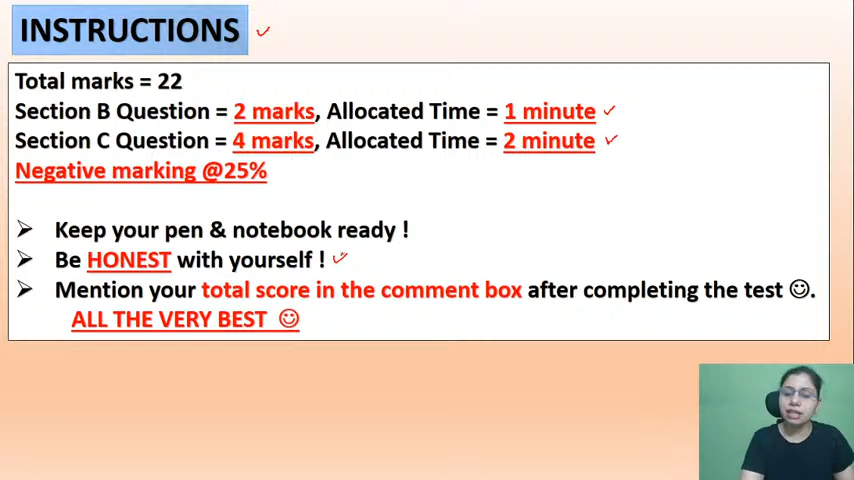 INSTRUCTIONS
Total marks = 22
Section B Question = 2 marks, Allocated Time = 1 minute
Section C Question = 4 marks, Allocated Time = 2 minute
Negative marking @25%
➢ Keep your pen & notebook ready !
➢ Be HONEST with yourself !
➢ Mention your total score in the comment box after completing the test ☺.
ALL THE VERY BEST ☺